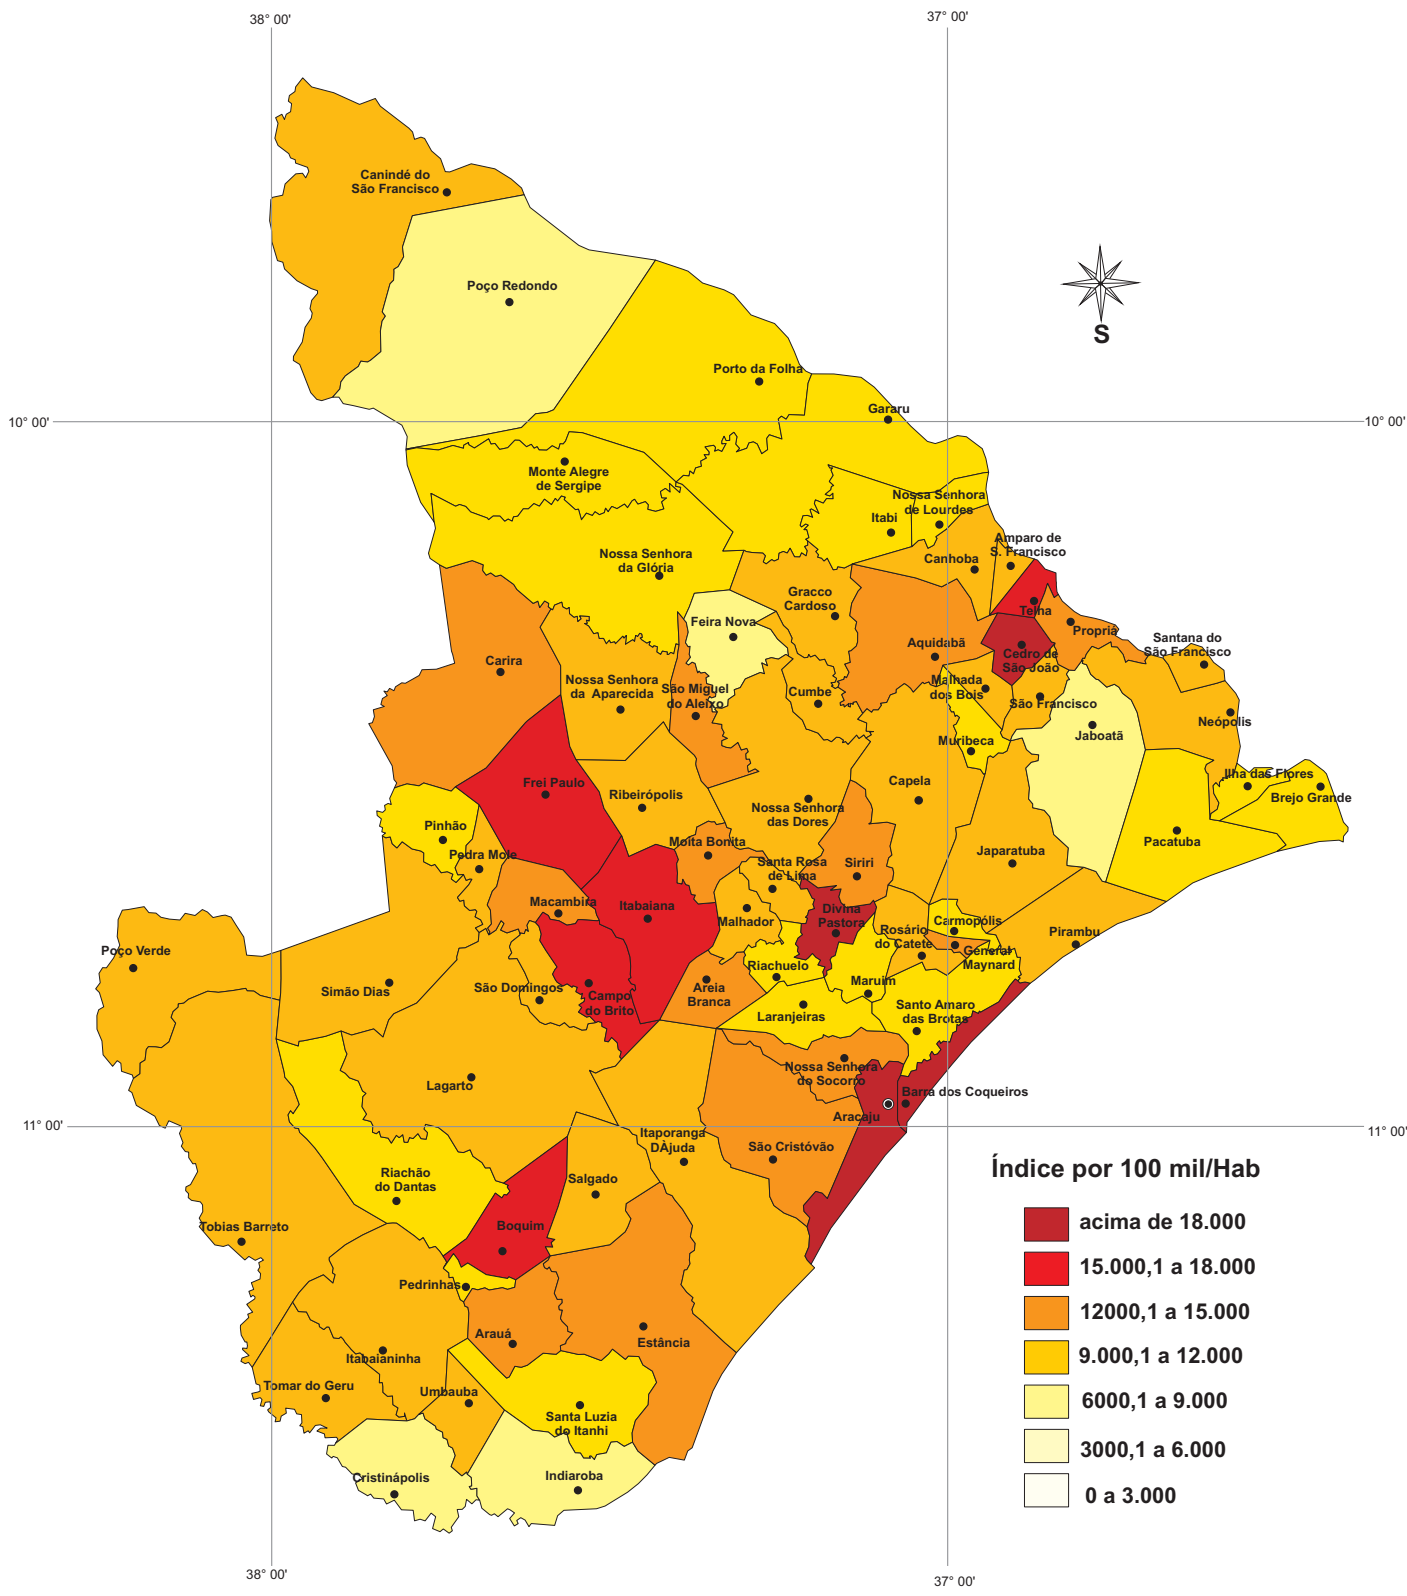 38° 00'
37° 00'
Canindé do
São Francisco
Poço Redondo
S
Porto da Folha
Gararu
10° 00'
10° 00'
Monte Alegre
de Sergipe
Nossa Senhora
de Lourdes
Itabi
Amparo de
S. Francisco
Nossa Senhora
da Glória
Canhoba
Gracco
Cardoso
Telha
Feira Nova
Propriá
Aquidabã
Santana do
São Francisco
Cedro de
São João
Carira
Nossa Senhora
da Aparecida
São Miguel
do Aleixo
Cumbe
Malhada
dos Bois
São Francisco
Neópolis
Jaboatã
Muribeca
Frei Paulo
Ribeirópolis
Capela
Ilha das Flores
Brejo Grande
Nossa Senhora
das Dores
Pinhão
Pedra Mole
Moita Bonita
Santa Rosa
de Lima
Siriri
Japaratuba
Pacatuba
Macambira
Itabaiana
Malhador
Divina
Pastora
Carmopólis
Rosário
do Catete
Pirambu
General
Maynard
Poço Verde
Simão Dias
São Domingos
Campo
do Brito
Areia
Branca
Riachuelo
Maruim
Laranjeiras
Santo Amaro
das Brotas
Lagarto
Nossa Senhora
do Socorro
Barra dos Coqueiros
Aracaju
11° 00'
11° 00'
Itaporanga
DÀjuda
São Cristóvão
Riachão
do Dantas
Salgado
Tobias Barreto
Boquim
Pedrinhas
Arauá
Estância
Itabaianinha
Tomar do Geru
Umbauba
Santa Luzia
do Itanhi
Cristinápolis
Indiaroba
Índice por 100 mil/Hab
acima de 18.000
15.000,1 a 18.000
12000,1 a 15.000
9.000,1 a 12.000
6000,1 a 9.000
3000,1 a 6.000
0 a 3.000
38° 00'
37° 00'